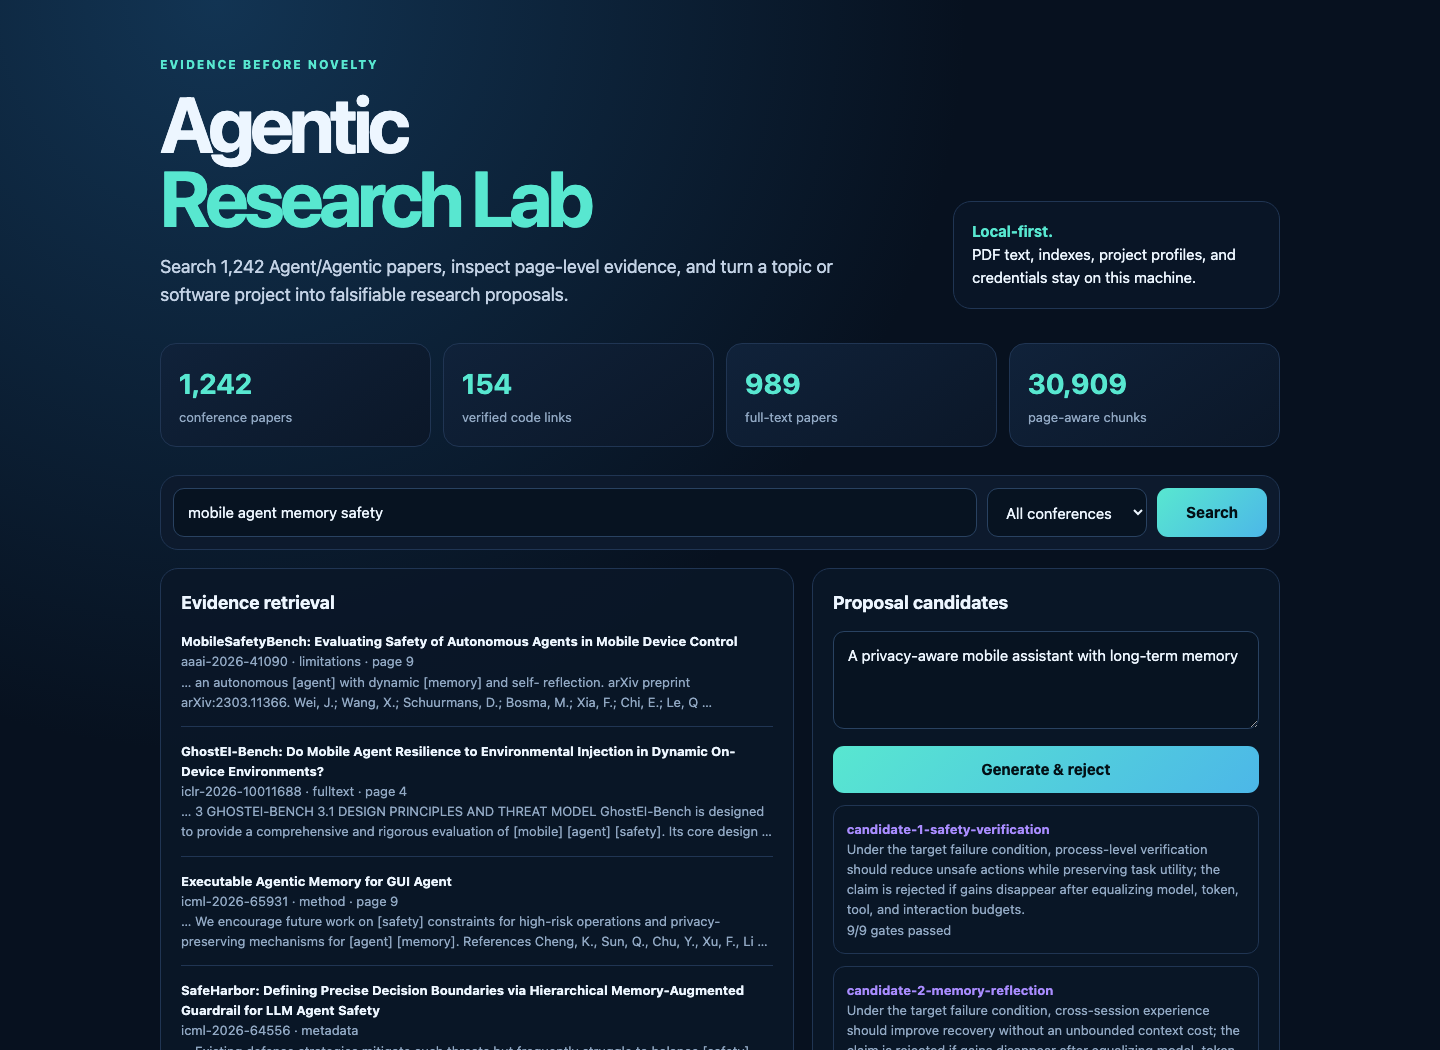 EVIDENCE BEFORE NOVELTY
Agentic
Research Lab
Search 1,242 Agent/Agentic papers, inspect page-level evidence, and turn a topic or
software project into falsifiable research proposals.
Local-first.
PDF text, indexes, project profiles, and
credentials stay on this machine.
1,242
conference papers
154
verified code links
989
full-text papers
30,909
page-aware chunks
mobile agent memory safety
All conferences
Search
Evidence retrieval
MobileSafetyBench: Evaluating Safety of Autonomous Agents in Mobile Device Control
aaai-2026-41090 · limitations · page 9
... an autonomous [agent] with dynamic [memory] and self- reflection. arXiv preprint
arXiv:2303.11366. Wei, J.; Wang, X.; Schuurmans, D.; Bosma, M.; Xia, F.; Chi, E.; Le, Q ...
GhostEI-Bench: Do Mobile Agent Resilience to Environmental Injection in Dynamic On-
Device Environments?
iclr-2026-10011688 · fulltext · page 4
... 3 GHOSTEI-BENCH 3.1 DESIGN PRINCIPLES AND THREAT MODEL GhostEI-Bench is designed
to provide a comprehensive and rigorous evaluation of [mobile] [agent] [safety]. Its core design ...
Executable Agentic Memory for GUI Agent
icml-2026-65931 · method · page 9
... We encourage future work on [safety] constraints for high-risk operations and privacy-
preserving mechanisms for [agent] [memory]. References Cheng, K., Sun, Q., Chu, Y., Xu, F., Li ...
SafeHarbor: Defining Precise Decision Boundaries via Hierarchical Memory-Augmented
Guardrail for LLM Agent Safety
icml-2026-64556 · metadata
Proposal candidates
A privacy-aware mobile assistant with long-term memory
Generate & reject
candidate-1-safety-verification
Under the target failure condition, process-level verification
should reduce unsafe actions while preserving task utility; the
claim is rejected if gains disappear after equalizing model, token,
tool, and interaction budgets.
9/9 gates passed
candidate-2-memory-reflection
Under the target failure condition, cross-session experience
should improve recovery without an unbounded context cost; the
claim is rejected if gains disappear after equalizing model, token,